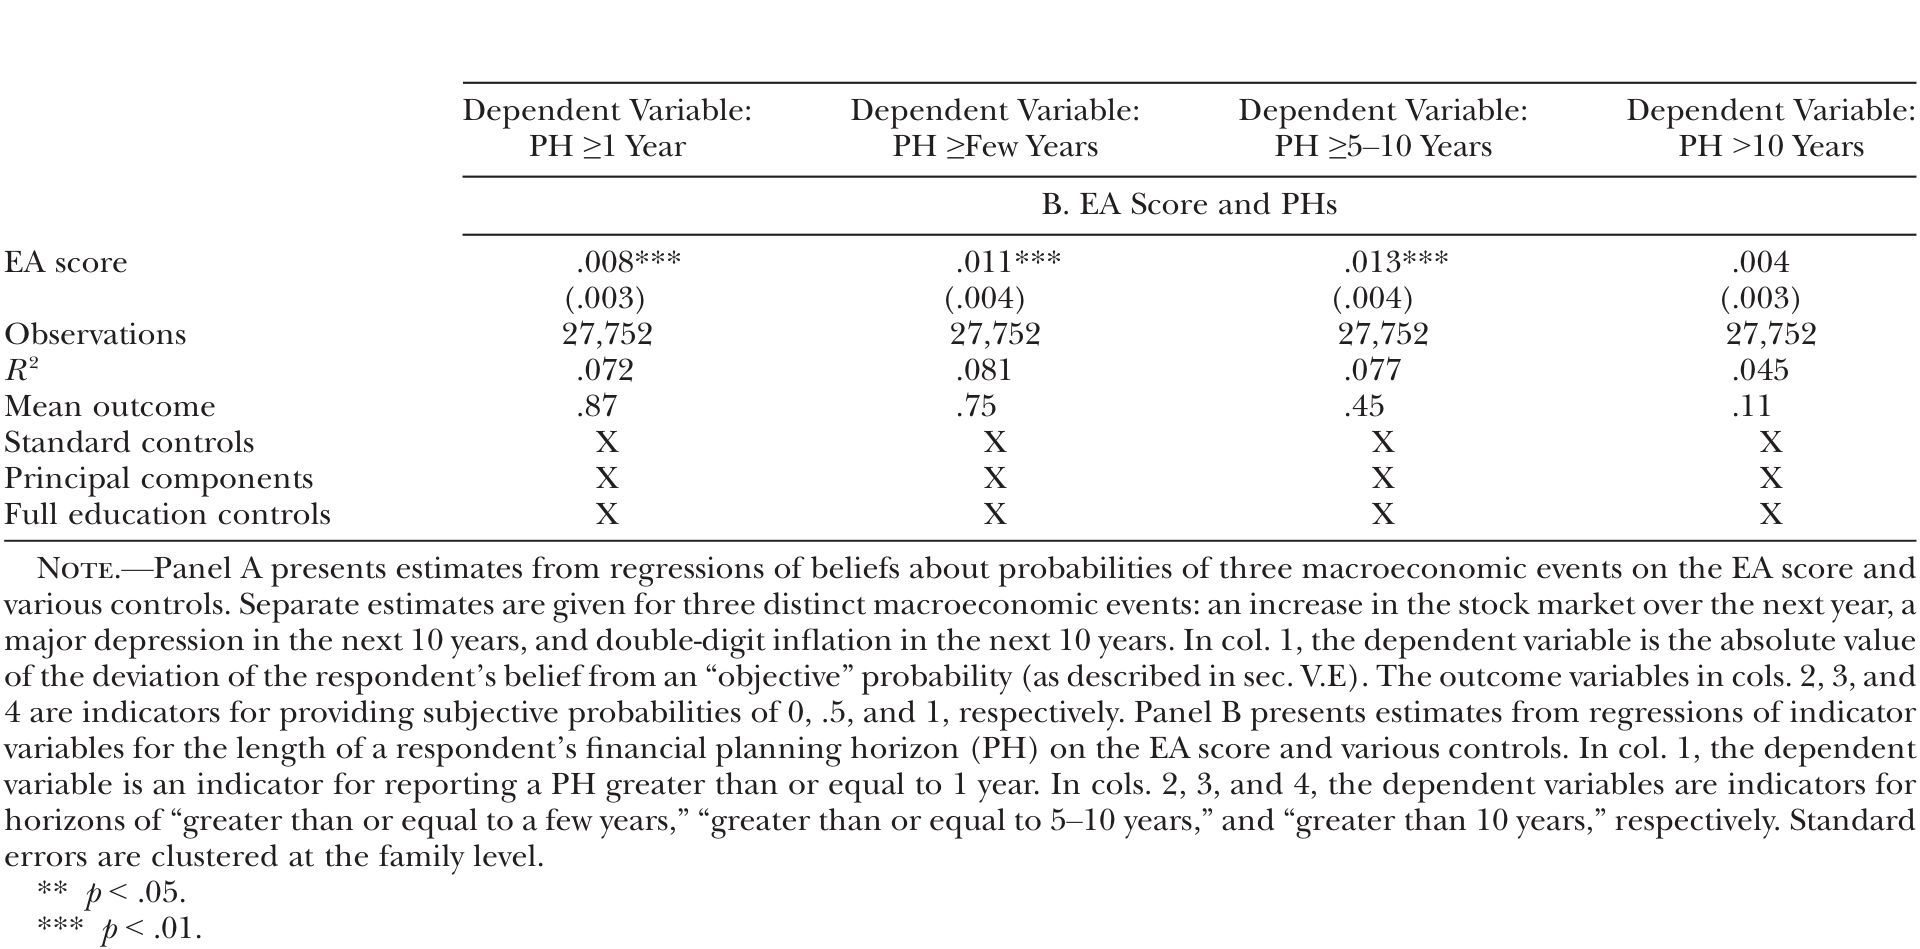 Dependent Variable: Dependent Variable: Dependent Variable: Dependent Variable:
PH ≥1 Year PH ≥Few Years PH ≥5–10 Years PH >10 Years
B. EA Score and PHs
EA score .008*** .011*** .013*** .004
(.003) (.004) (.004) (.003)
Observations 27,752 27,752 27,752 27,752
R² .072 .081 .077 .045
Mean outcome .87 .75 .45 .11
Standard controls X X X X
Principal components X X X X
Full education controls X X X X
NOTE.—Panel A presents estimates from regressions of beliefs about probabilities of three macroeconomic events on the EA score and
various controls. Separate estimates are given for three distinct macroeconomic events: an increase in the stock market over the next year, a
major depression in the next 10 years, and double-digit inflation in the next 10 years. In col. 1, the dependent variable is the absolute value
of the deviation of the respondent’s belief from an “objective” probability (as described in sec. V.E). The outcome variables in cols. 2, 3, and
4 are indicators for providing subjective probabilities of 0, .5, and 1, respectively. Panel B presents estimates from regressions of indicator
variables for the length of a respondent’s financial planning horizon (PH) on the EA score and various controls. In col. 1, the dependent
variable is an indicator for reporting a PH greater than or equal to 1 year. In cols. 2, 3, and 4, the dependent variables are indicators for
horizons of “greater than or equal to a few years,” “greater than or equal to 5–10 years,” and “greater than 10 years,” respectively. Standard
errors are clustered at the family level.
** p < .05.
*** p < .01.